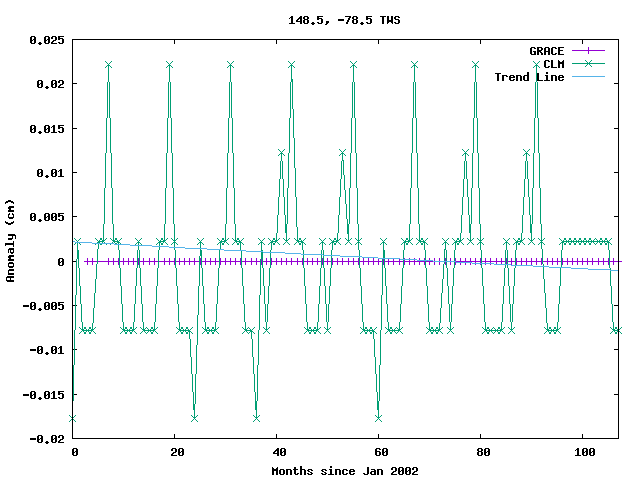 148.5, -78.5 TWS
GRACE
CLM
Trend Line
0.025
0.02
0.015
0.01
0.005
0
-0.005
-0.01
-0.015
-0.02
Anomaly (cm)
0 20 40 60 80 100
Months since Jan 2002